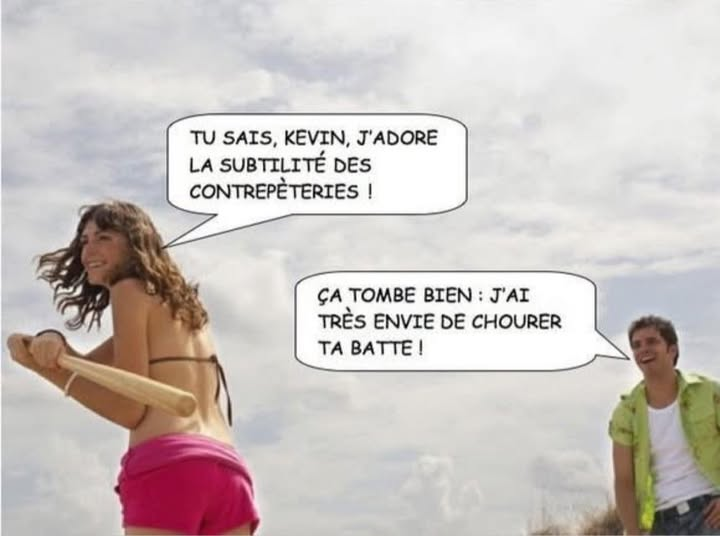 TU SAIS, KEVIN, J'ADORE
LA SUBTILITÉ DES
CONTREPÈTERIES !
ÇA TOMBE BIEN : J'AI
TRÈS ENVIE DE CHOURER
TA BATTE !